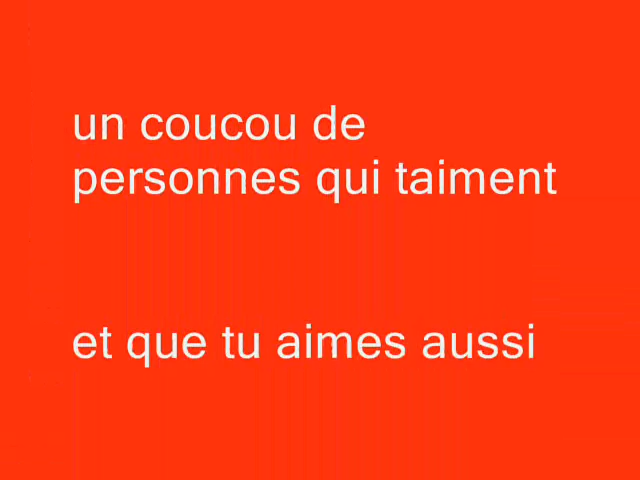 un coucou de
personnes qui taiment
et que tu aimes aussi